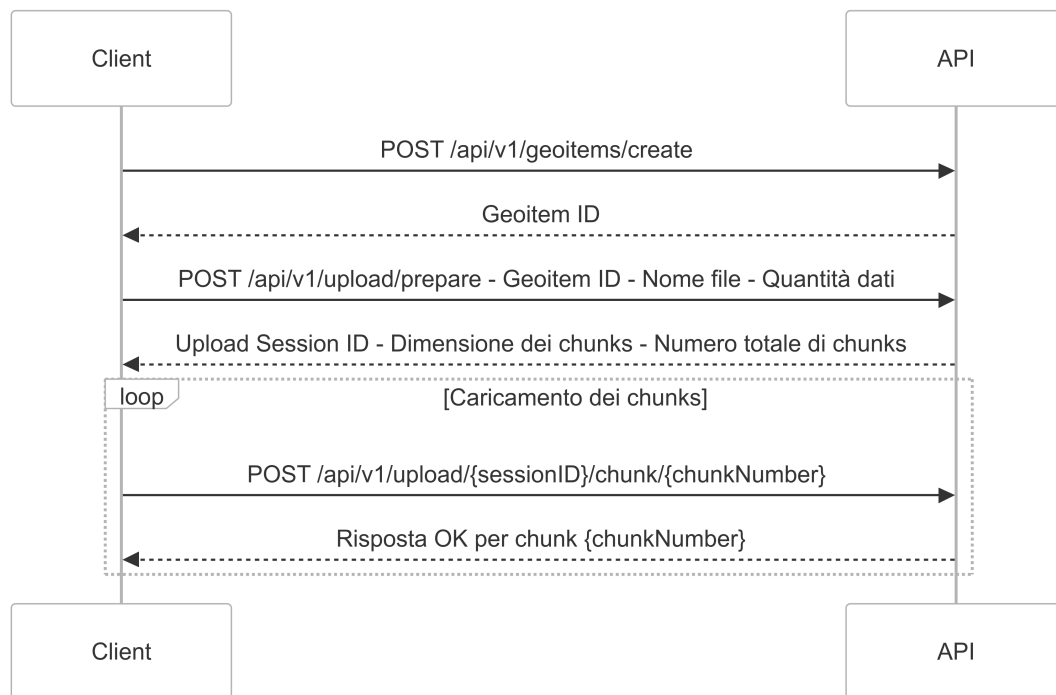 Client
API
POST /api/v1/geoitems/create
Geoitem ID
POST /api/v1/upload/prepare - Geoitem ID - Nome file - Quantità dati
Upload Session ID - Dimensione dei chunks - Numero totale di chunks
loop
[Caricamento dei chunks]
POST /api/v1/upload/{sessionID}/chunk/{chunkNumber}
Risposta OK per chunk {chunkNumber}
Client
API